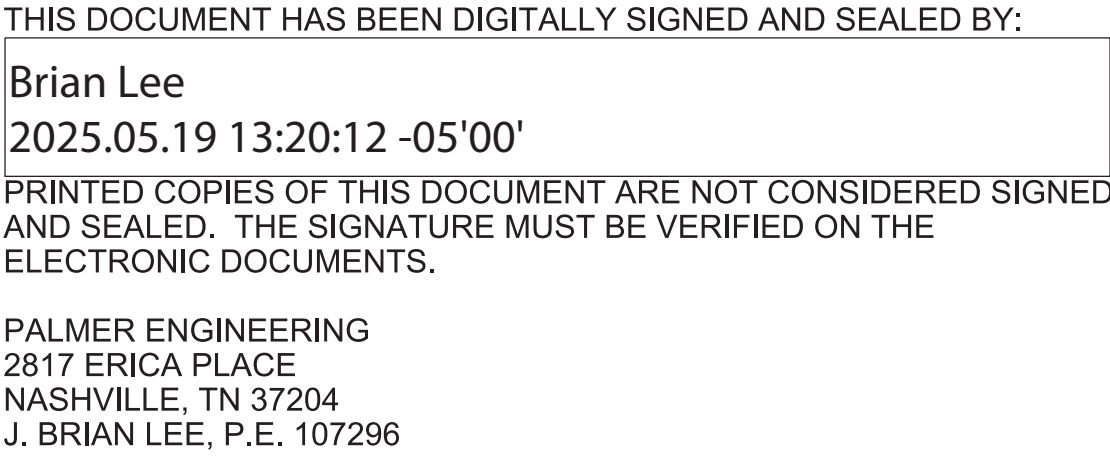 THIS DOCUMENT HAS BEEN DIGITALLY SIGNED AND SEALED BY:
Brian Lee
2025.05.19 13:20:12 -05'00'
PRINTED COPIES OF THIS DOCUMENT ARE NOT CONSIDERED SIGNED
AND SEALED.  THE SIGNATURE MUST BE VERIFIED ON THE
ELECTRONIC DOCUMENTS.
PALMER ENGINEERING
2817 ERICA PLACE
NASHVILLE, TN 37204
J. BRIAN LEE, P.E. 107296